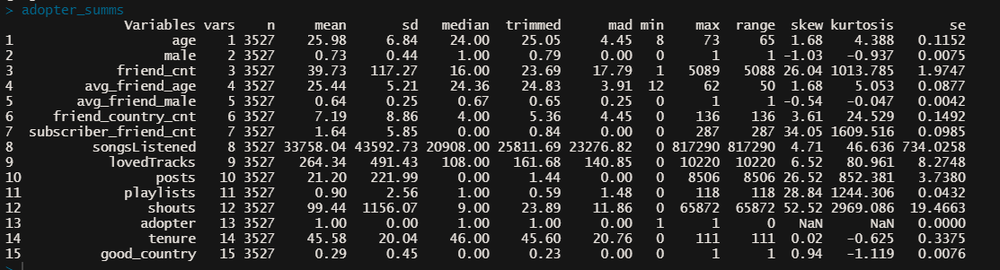 > adopter_summs
Variables vars n mean sd median trimmed mad min max range skew kurtosis se
1 age 1 3527 25.98 6.84 24.00 25.05 4.45 8 73 65 1.68 4.388 0.1152
2 male 2 3527 0.73 0.44 1.00 0.79 0.00 0 1 1 -1.03 -0.937 0.0075
3 friend_cnt 3 3527 39.73 117.27 16.00 23.69 17.79 1 5089 5088 26.04 1013.785 1.9747
4 avg_friend_age 4 3527 25.44 5.21 24.36 24.83 3.91 12 62 50 1.68 5.053 0.0877
5 avg_friend_male 5 3527 0.64 0.25 0.67 0.65 0.25 0 1 1 -0.54 -0.047 0.0042
6 friend_country_cnt 6 3527 7.19 8.86 4.00 5.36 4.45 0 136 136 3.61 24.529 0.1492
7 subscriber_friend_cnt 7 3527 1.64 5.85 0.00 0.84 0.00 0 287 287 34.05 1609.516 0.0985
8 songsListened 8 3527 33758.04 43592.73 20908.00 25811.69 23276.82 0 817290 817290 4.71 46.636 734.0258
9 lovedTracks 9 3527 264.34 491.43 108.00 161.68 140.85 0 10220 10220 6.52 80.961 8.2748
10 posts 10 3527 21.20 221.99 0.00 1.44 0.00 0 8506 8506 26.52 852.381 3.7380
11 playlists 11 3527 0.90 2.56 1.00 0.59 1.48 0 118 118 28.84 1244.306 0.0432
12 shouts 12 3527 99.44 1156.07 9.00 23.89 11.86 0 65872 65872 52.52 2969.086 19.4663
13 adopter 13 3527 1.00 0.00 1.00 1.00 0.00 1 1 0 NaN NaN 0.0000
14 tenure 14 3527 45.58 20.04 46.00 45.60 20.76 0 111 111 0.02 -0.625 0.3375
15 good_country 15 3527 0.29 0.45 0.00 0.23 0.00 0 1 1 0.94 -1.119 0.0076